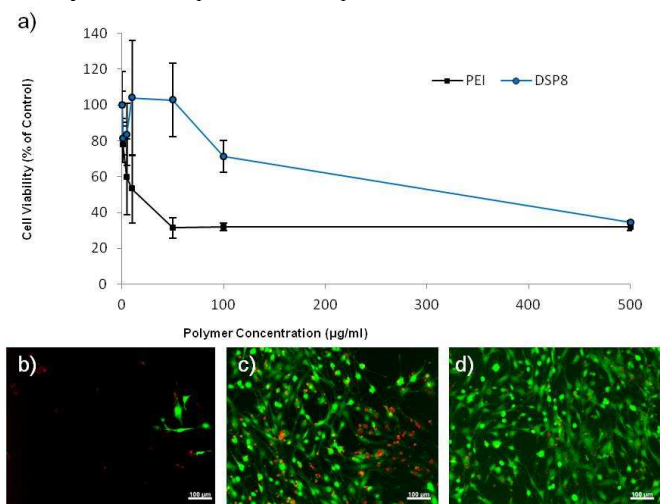 a)
140
120
100
80
60
40
20
0
Cell Viability (% of Control)
PEI DSP8
0 100 200 300 400 500
Polymer Concentration (µg/ml)
b) c) d)
100 µm 100 µm 100 µm